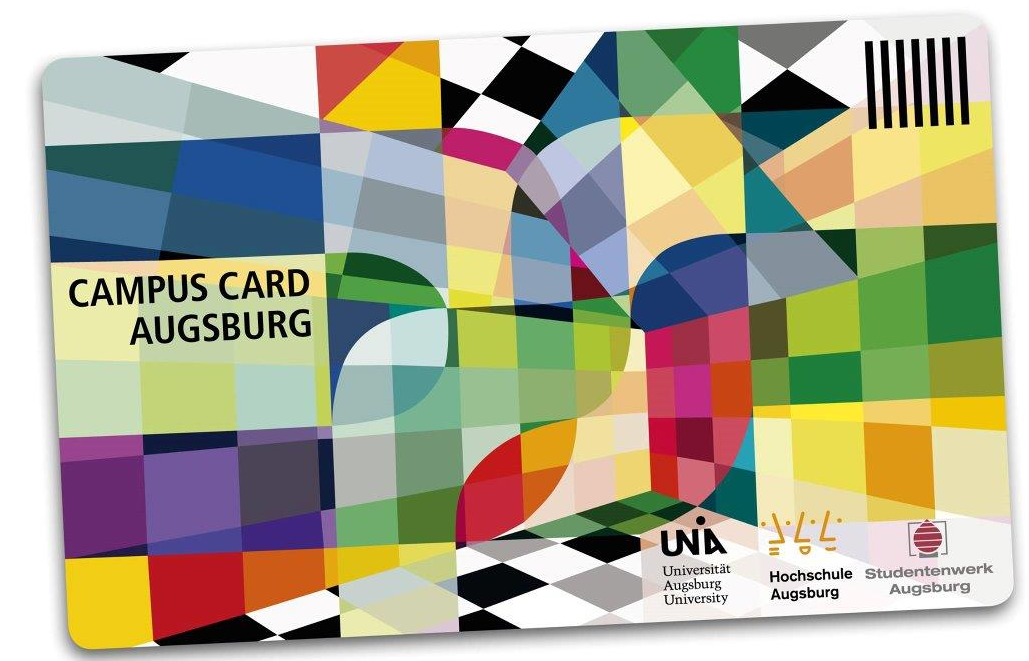 CAMPUS CARD
AUGSBURG
UNIA
Universität
Augsburg
University
Hochschule
Augsburg
Studentenwerk
Augsburg